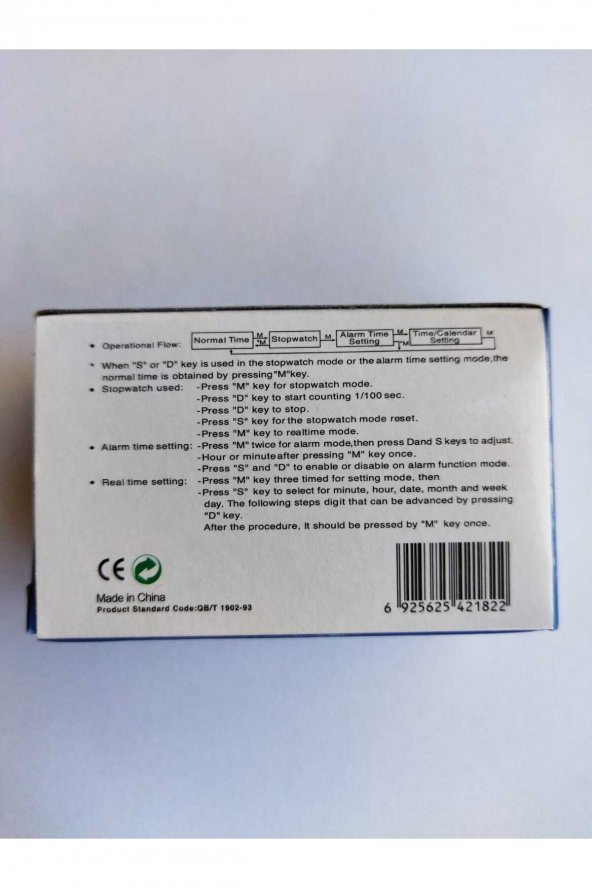 • Operational Flow: Normal Time M M Stopwatch M Alarm Time Setting M M Time/Calendar Setting M
• When "S" or "D" key is used in the stopwatch mode or the alarm time setting mode,the
normal time is obtained by pressing"M"key.
• Stopwatch used: -Press "M" key for stopwatch mode.
-Press "D" key to start counting 1/100 sec.
-Press "D" key to stop.
-Press "S" key for the stopwatch mode reset.
-Press "M" key to realtime mode.
• Alarm time setting: -Press "M" twice for alarm mode,then press Dand S keys to adjust.
-Hour or minuteafter pressing "M" key once.
-Press "S" and "D" to enable or disable on alarm function mode.
• Real time setting: -Press "M" key three timed for setting mode, then
-Press "S" key to select for minute, hour, date, month and week
day. The following steps digit that can be advanced by pressing
"D" key.
After the procedure, It should be pressed by "M" key once.
CE
Made in China
Product Standard Code:QB/T 1902-93
6 925625 421822